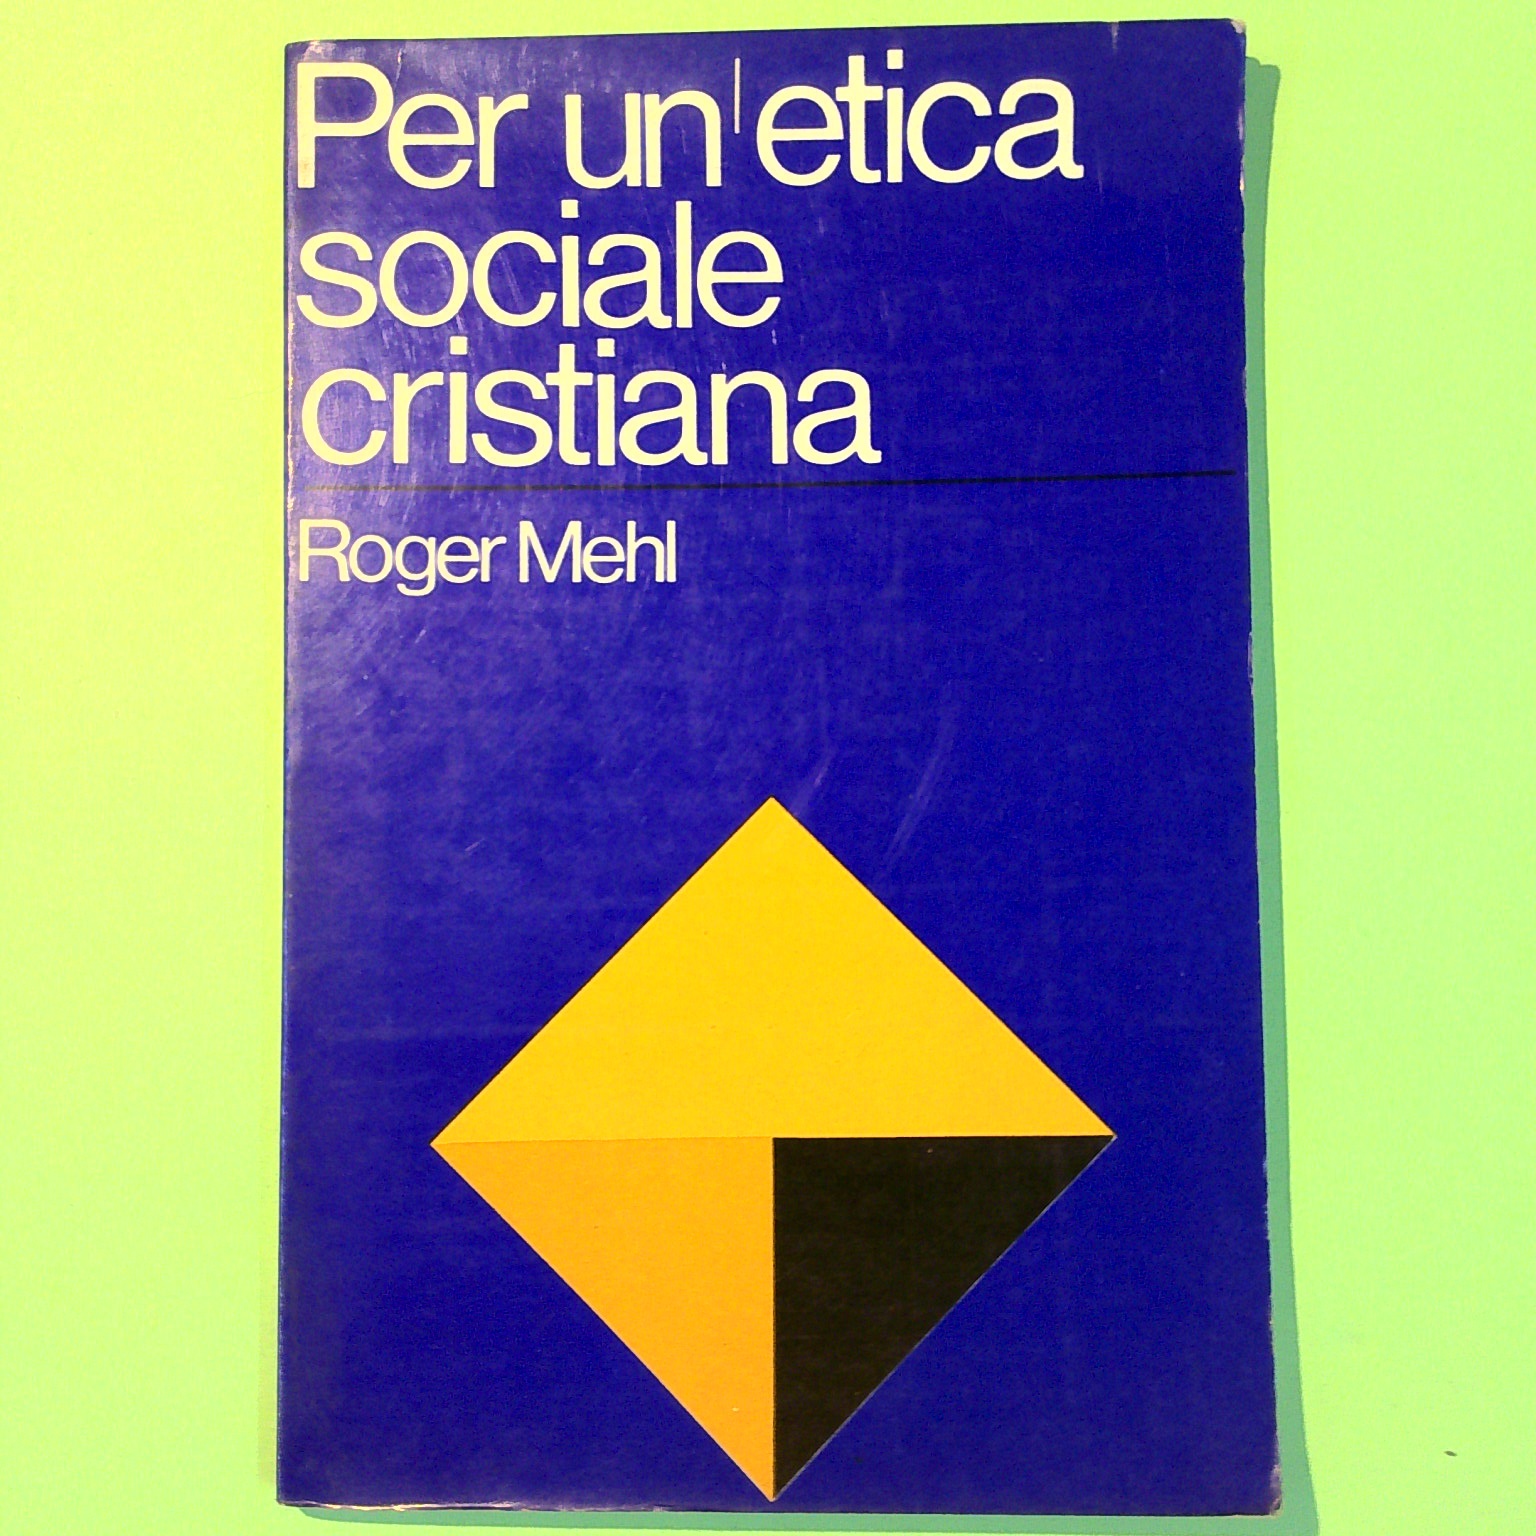 Per un'etica
sociale
cristiana
Roger Mehl